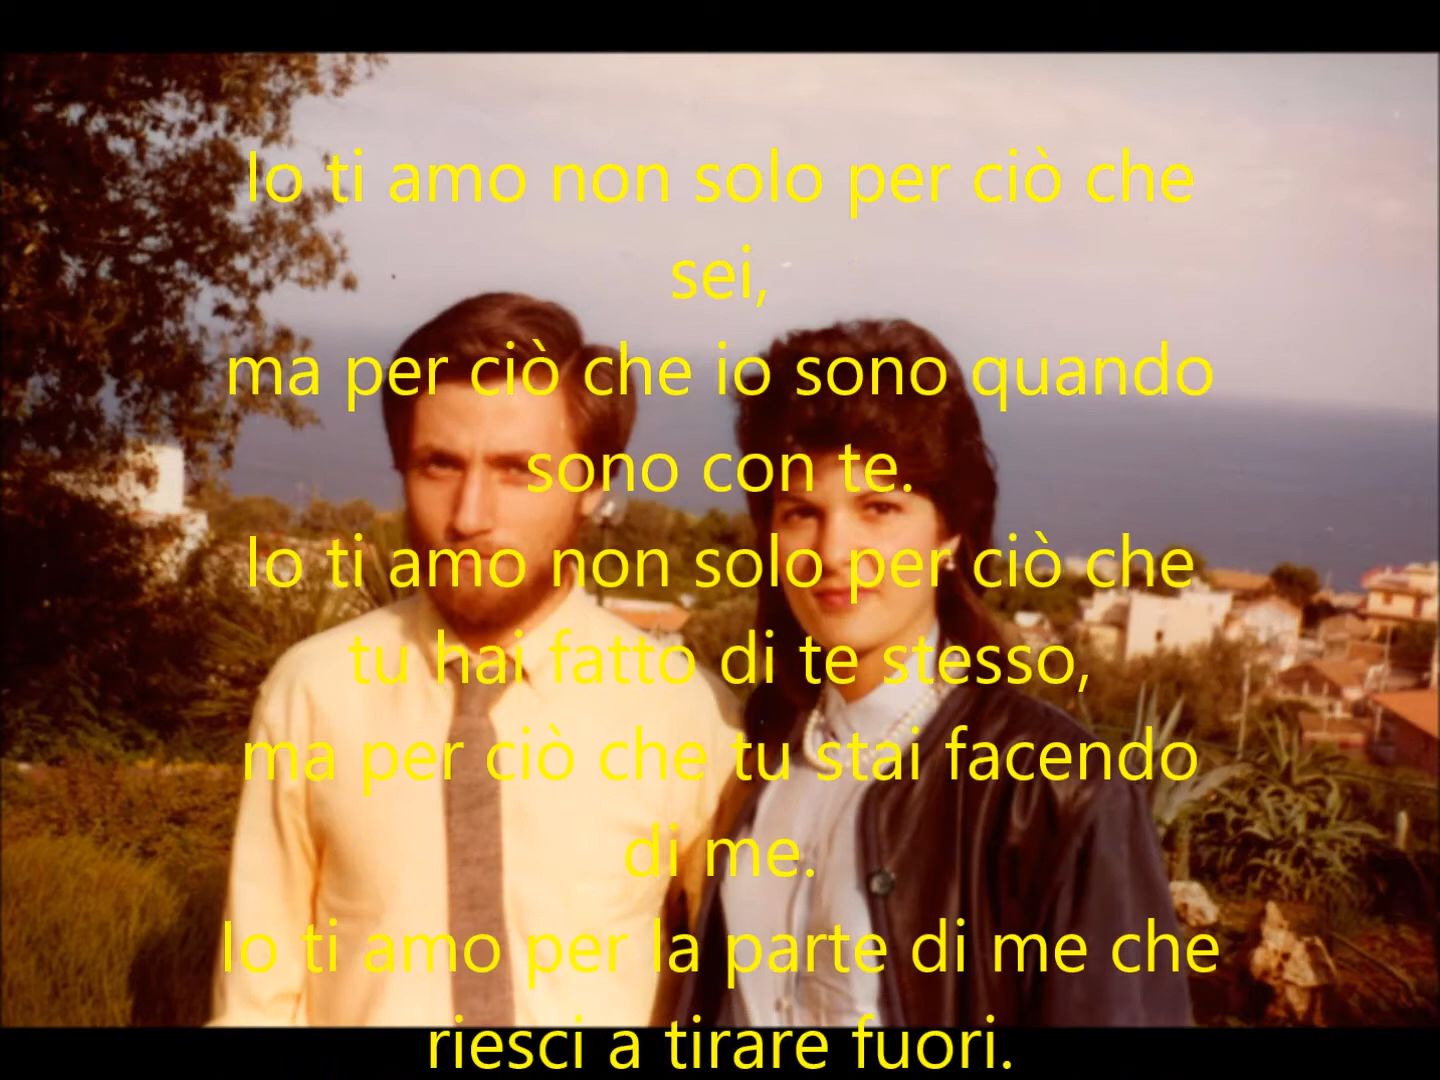 Io ti amo non solo per ciò che
sei,
ma per ciò che io sono quando
sono con te.
Io ti amo non solo per ciò che
tu hai fatto di te stesso,
ma per ciò che tu stai facendo
di me.
Io ti amo per la parte di me che
riesci a tirare fuori.